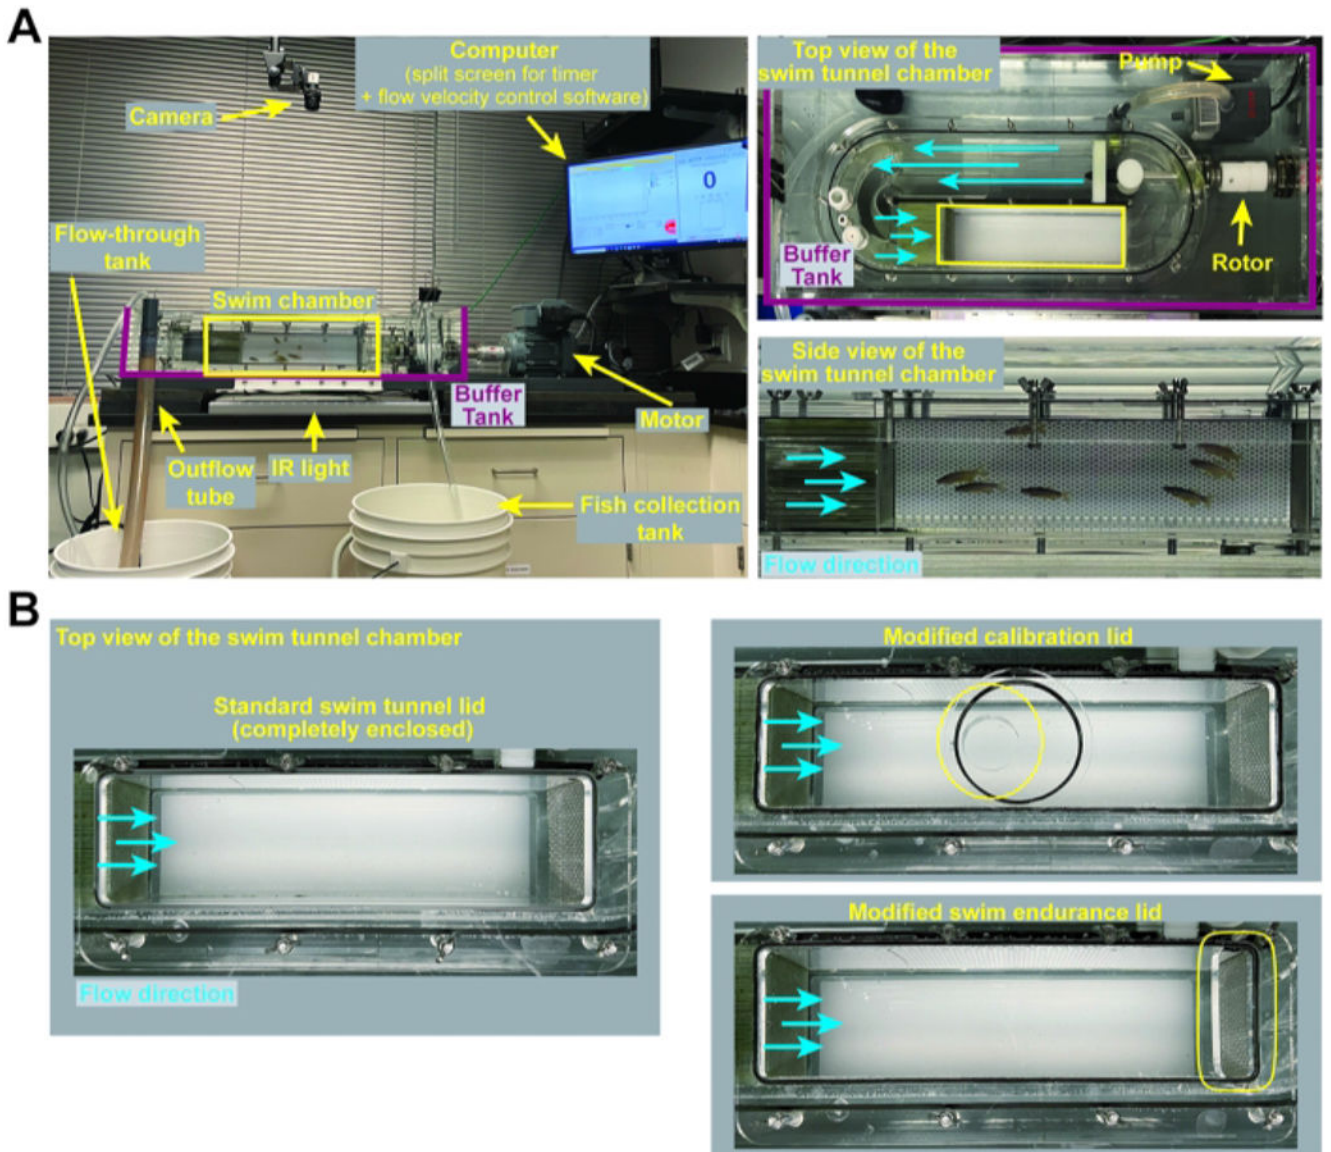 A
Computer
(split screen for timer
+ flow velocity control software)
Camera
Flow-through
tank
Swim chamber
0
Buffer
Tank
Motor
Outflow
tube
IR light
Fish collection
tank
Top view of the
swim tunnel chamber
Pump
Buffer
Tank
Rotor
Side view of the
swim tunnel chamber
Flow direction
B
Top view of the swim tunnel chamber
Standard swim tunnel lid
(completely enclosed)
Flow direction
Modified calibration lid
Modified swim endurance lid